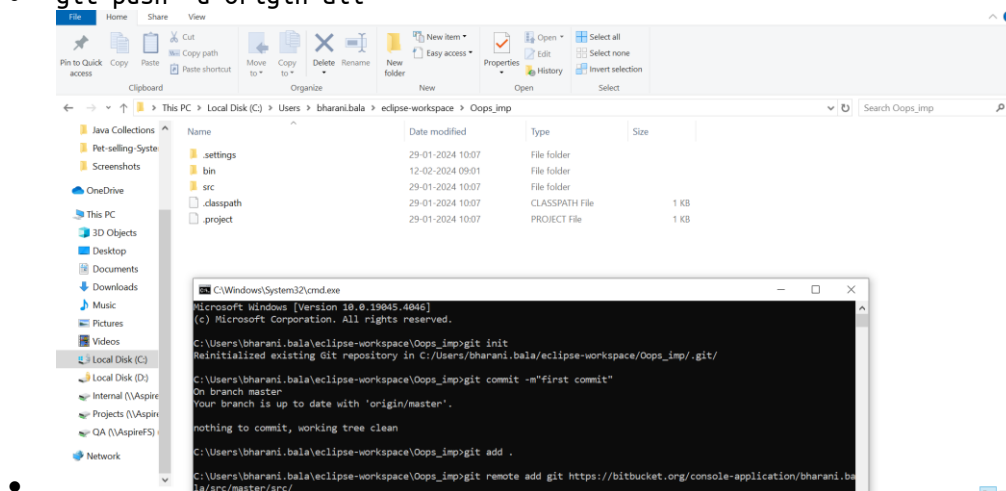 git push -u origin all
File Home Share View
Pin to Quick access
Copy
Paste
Cut
Copy path
Paste shortcut
Move to
Copy to
Delete
Rename
New folder
New item
Easy access
Properties
Open
Edit
History
Select all
Select none
Invert selection
Clipboard Organize New Open Select
This PC > Local Disk (C:) > Users > bharani.bala > eclipse-workspace > Oops_imp
Search Oops_imp
Name Date modified Type Size
Java Collections
Pet-selling-Syste
Screenshots
OneDrive
This PC
3D Objects
Desktop
Documents
Downloads
Music
Pictures
Videos
Local Disk (C:)
Local Disk (D:)
Internal (\\Aspire
Projects (\\Aspire
QA (\\AspireFS)
Network
.settings 29-01-2024 10:07 File folder
bin 12-02-2024 09:01 File folder
src 29-01-2024 10:07 File folder
.classpath 29-01-2024 10:07 CLASSPATH File 1 KB
.project 29-01-2024 10:07 PROJECT File 1 KB
C:\Windows\System32\cmd.exe
Microsoft Windows [Version 10.0.19045.4046]
(c) Microsoft Corporation. All rights reserved.
C:\Users\bharani.bala\eclipse-workspace\Oops_imp>git init
Reinitialized existing Git repository in C:/Users/bharani.bala/eclipse-workspace/Oops_imp/.git/
C:\Users\bharani.bala\eclipse-workspace\Oops_imp>git commit -m"first commit"
On branch master
Your branch is up to date with 'origin/master'.
nothing to commit, working tree clean
C:\Users\bharani.bala\eclipse-workspace\Oops_imp>git add .
C:\Users\bharani.bala\eclipse-workspace\Oops_imp>git remote add git https://bitbucket.org/console-application/bharani.ba
la/src/master/src/